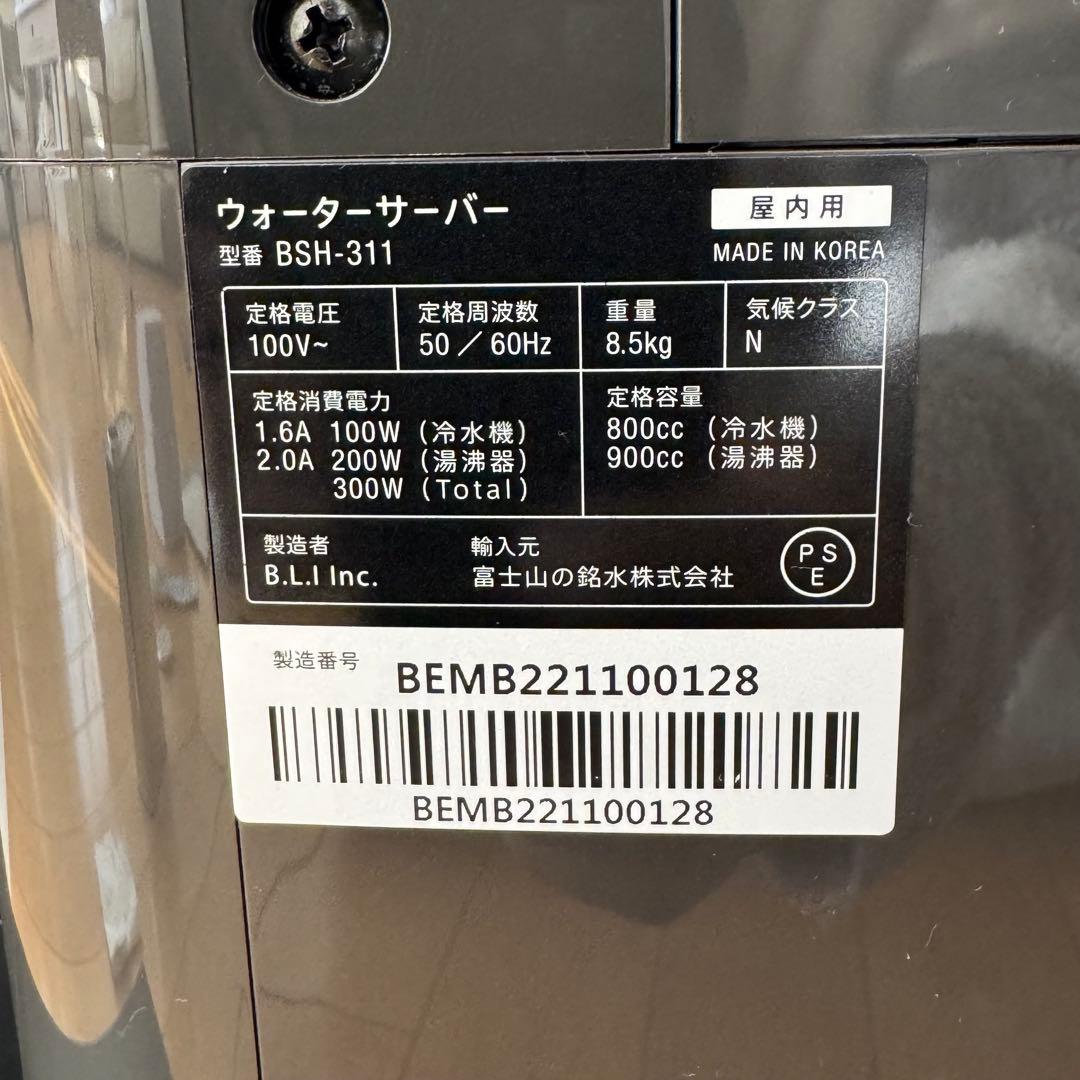 ウォーターサーバー
屋内用
型番 BSH-311
MADE IN KOREA
定格電圧
100V~
定格周波数
50 / 60Hz
重量
8.5kg
気候クラス
N
定格消費電力
1.6A 100W (冷水機)
2.0A 200W (湯沸器)
300W (Total)
定格容量
800cc (冷水機)
900cc (湯沸器)
製造者
B.L.I Inc.
輸入元
富士山の銘水株式会社
PS
E
製造番号
BEMB221100128
BEMB221100128